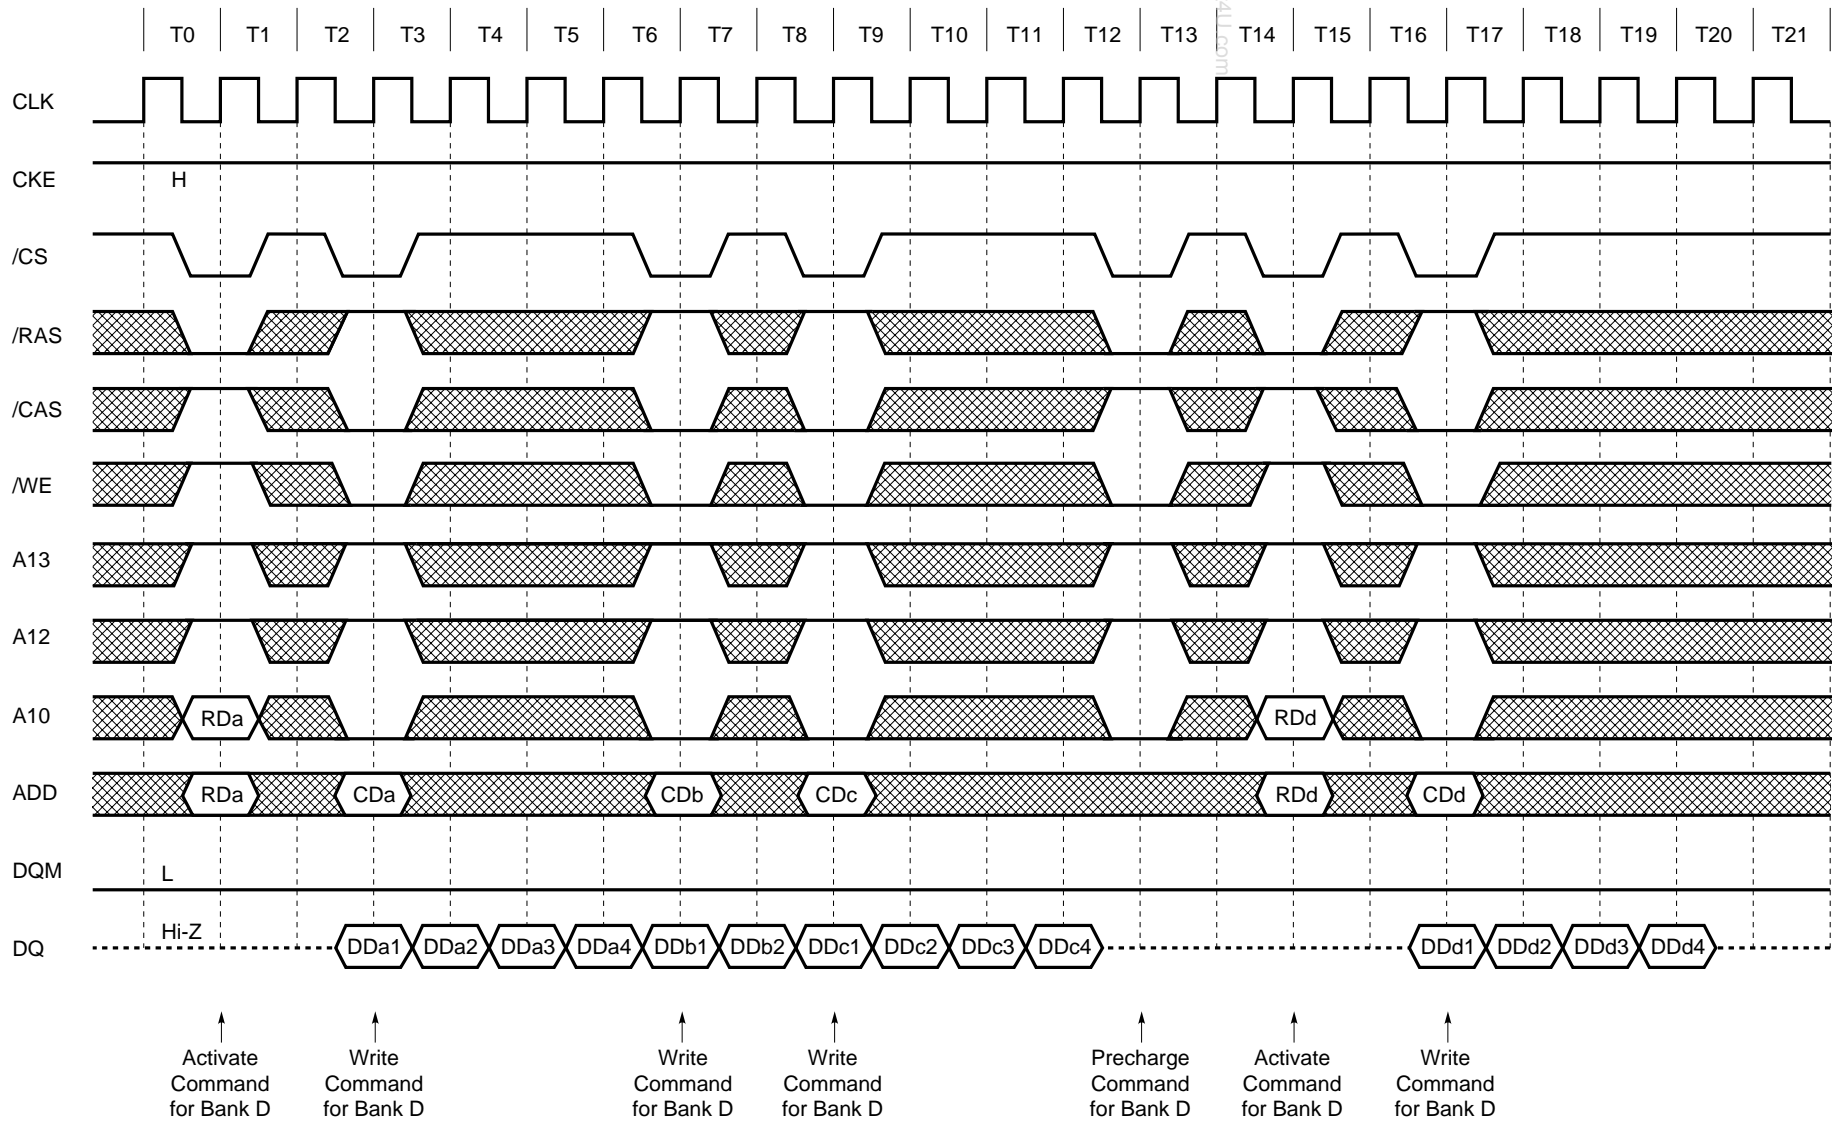 T0 T1 T2 T3 T4 T5 T6 T7 T8 T9 T10 T11 T12 T13 T14 T15 T16 T17 T18 T19 T20 T21
4U.com
CLK
CKE H
/CS
/RAS
/CAS
/WE
A13
A12
A10 RDa RDd
ADD RDa CDa CDb CDc RDd CDd
DQM L
Hi-Z
DQ DDa1 DDa2 DDa3 DDa4 DDb1 DDb2 DDc1 DDc2 DDc3 DDc4 DDd1 DDd2 DDd3 DDd4
Activate
Command
for Bank D
Write
Command
for Bank D
Write
Command
for Bank D
Write
Command
for Bank D
Precharge
Command
for Bank D
Activate
Command
for Bank D
Write
Command
for Bank D